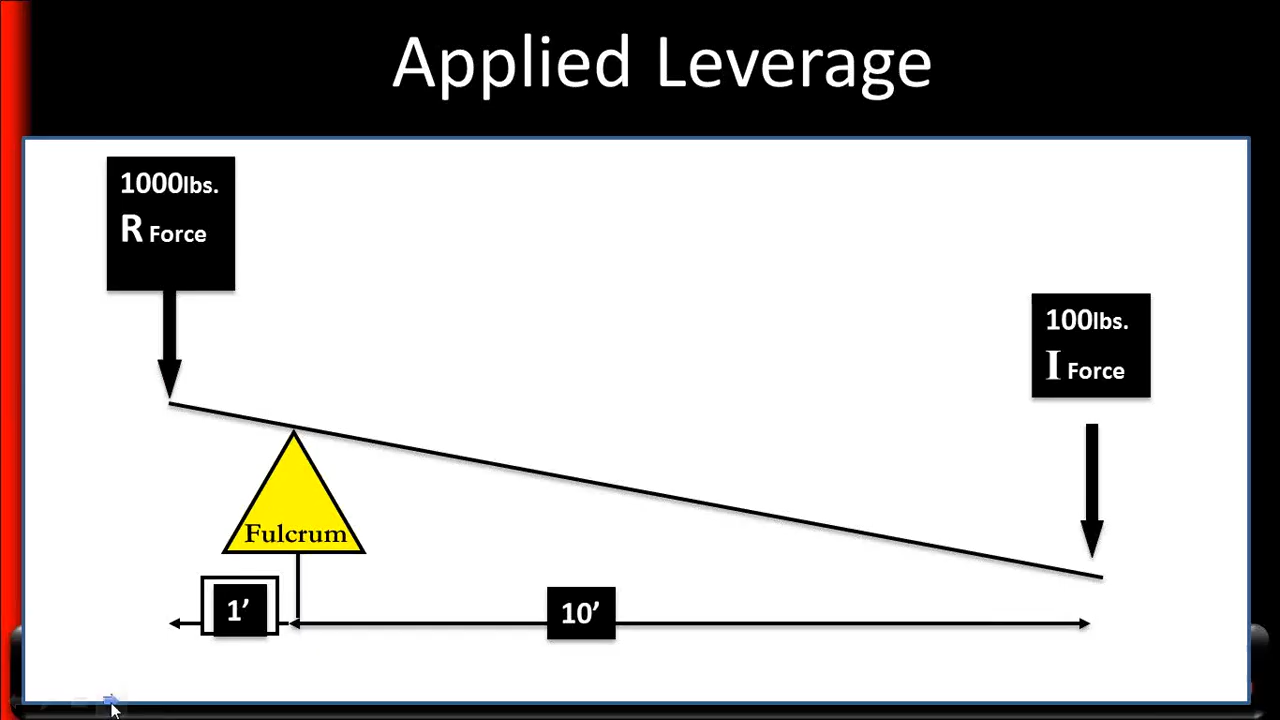 Applied Leverage
1000lbs.
R Force
100lbs.
I Force
Fulcrum
1’
10’